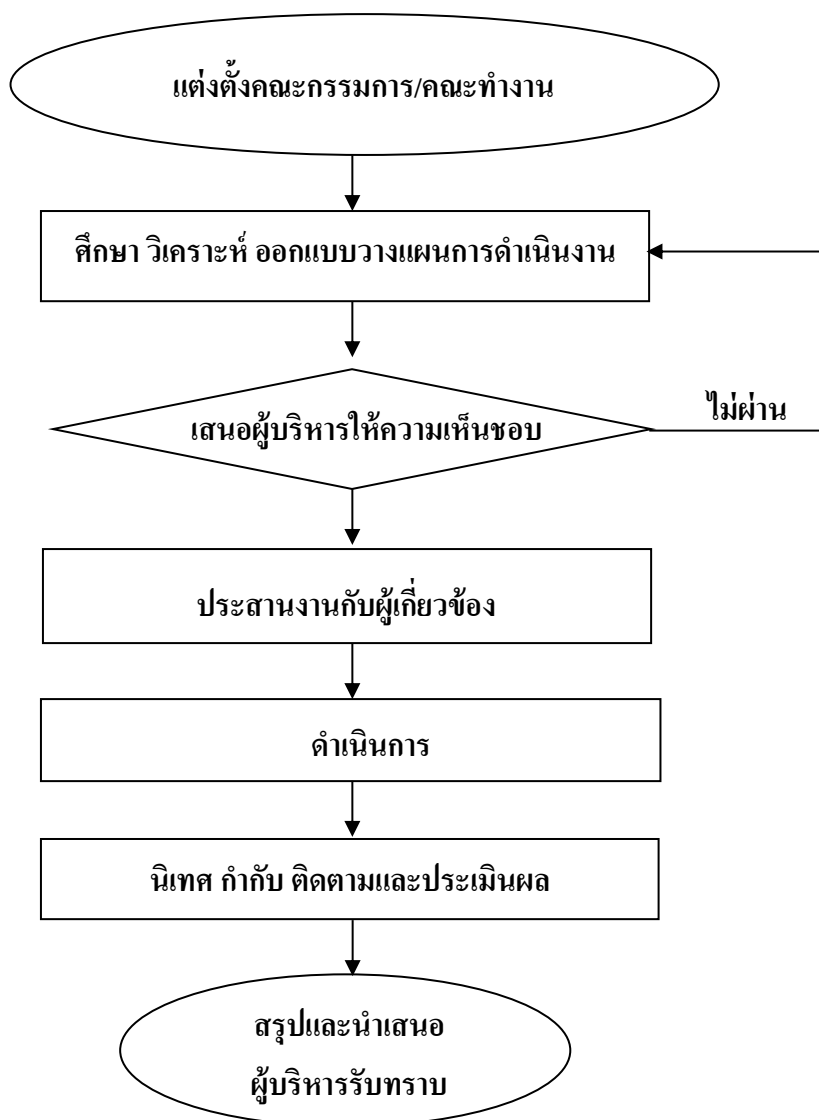 แต่งตั้งคณะกรรมการ/คณะทำงาน
ศึกษา วิเคราะห์ ออกแบบวางแผนการดำเนินงาน
เสนอผู้บริหารให้ความเห็นชอบ
ไม่ผ่าน
ประสานงานกับผู้เกี่ยวข้อง
ดำเนินการ
นิเทศ กำกับ ติดตามและประเมินผล
สรุปและนำเสนอ
ผู้บริหารรับทราบ